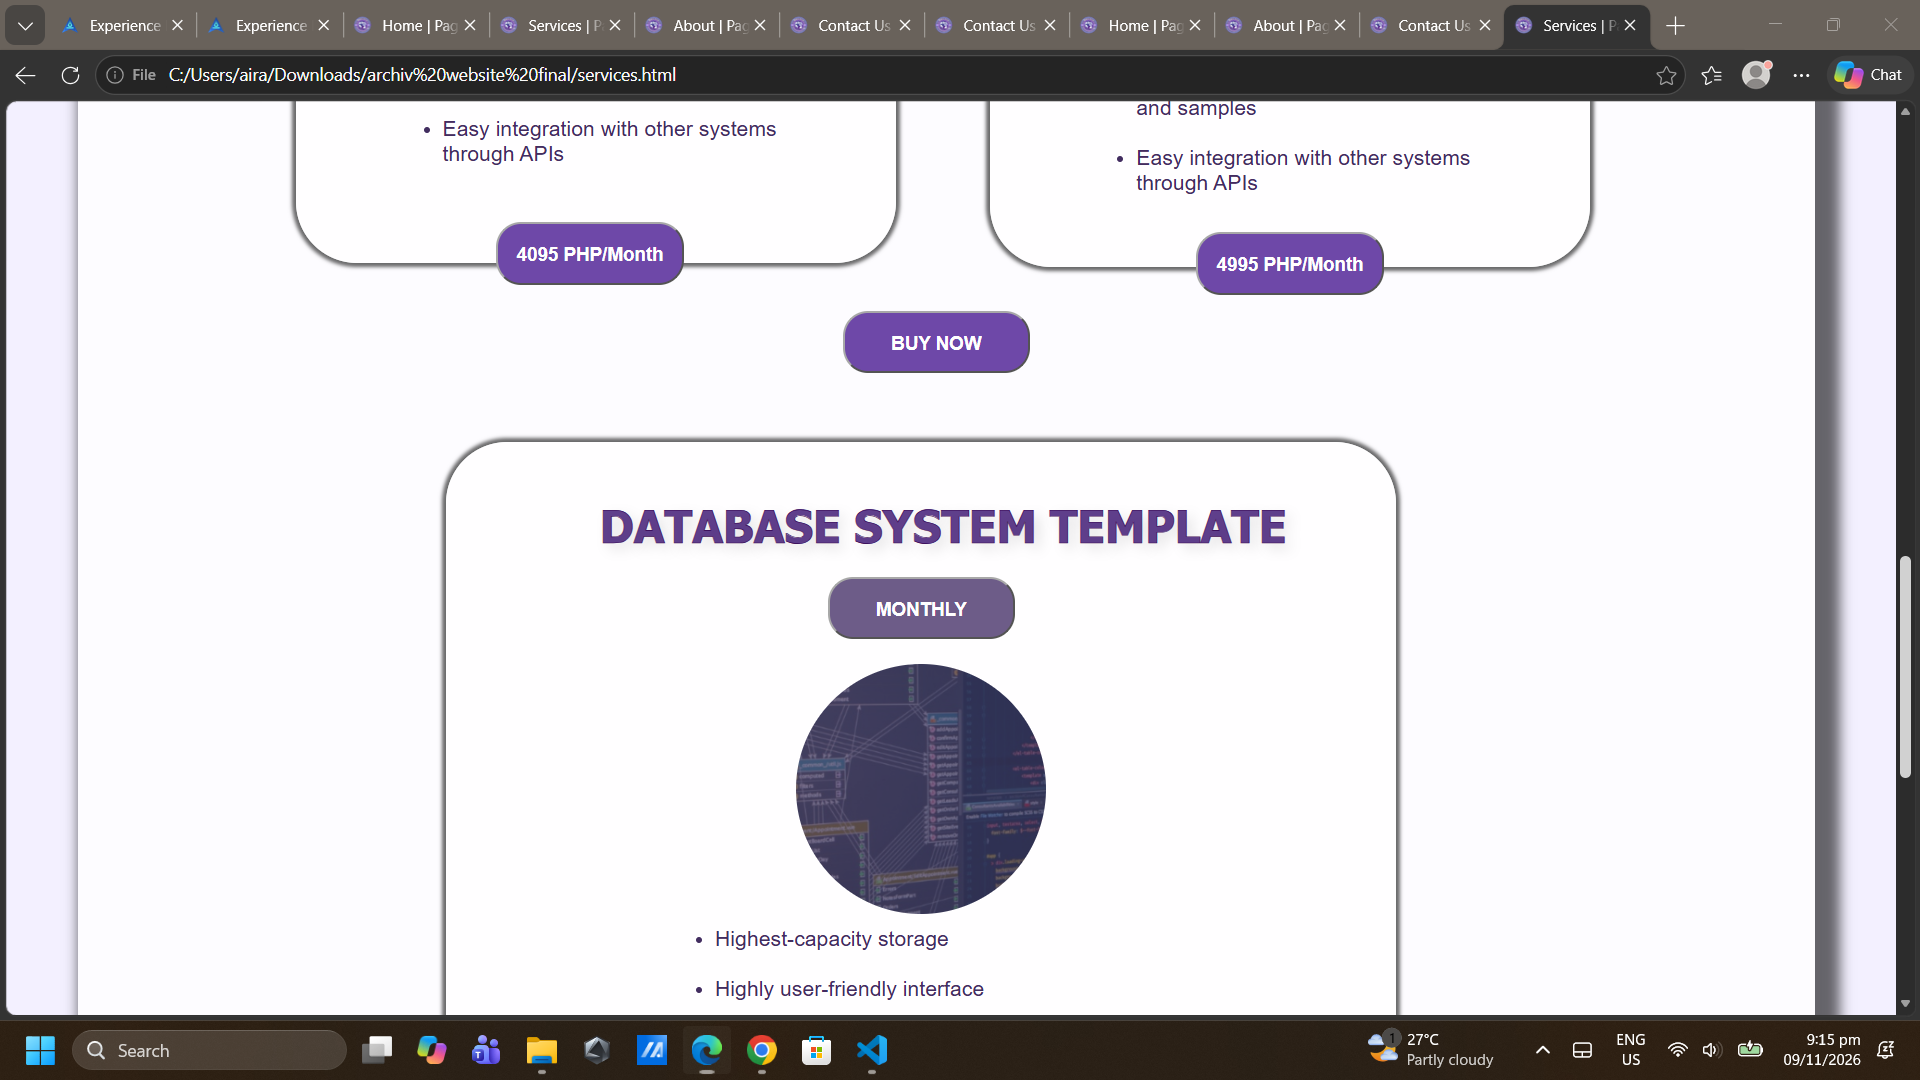 Experience
Experience
Home | Pag
Services | P
About | Pag
Contact Us
Contact Us
Home | Pag
About | Pag
Contact Us
Services | P
File
C:/Users/aira/Downloads/archiv%20website%20final/services.html
Chat
and samples
Easy integration with other systems
through APIs
Easy integration with other systems
through APIs
4095 PHP/Month
4995 PHP/Month
BUY NOW
DATABASE SYSTEM TEMPLATE
MONTHLY
Highest-capacity storage
Highly user-friendly interface
Search
1
27°C
Partly cloudy
ENG
US
9:15 pm
09/11/2026